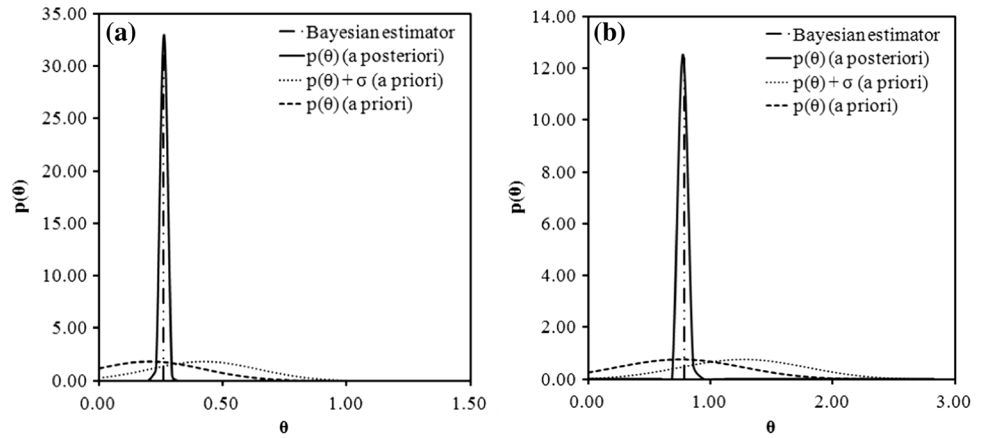 (a)
Bayesian estimator
p(θ) (a posteriori)
p(θ) + σ (a priori)
p(θ) (a priori)
35.00
30.00
25.00
20.00
15.00
10.00
5.00
0.00
p(θ)
0.00 0.50 1.00 1.50
θ
(b)
Bayesian estimator
p(θ) (a posteriori)
p(θ) + σ (a priori)
p(θ) (a priori)
14.00
12.00
10.00
8.00
6.00
4.00
2.00
0.00
p(θ)
0.00 1.00 2.00 3.00
θ